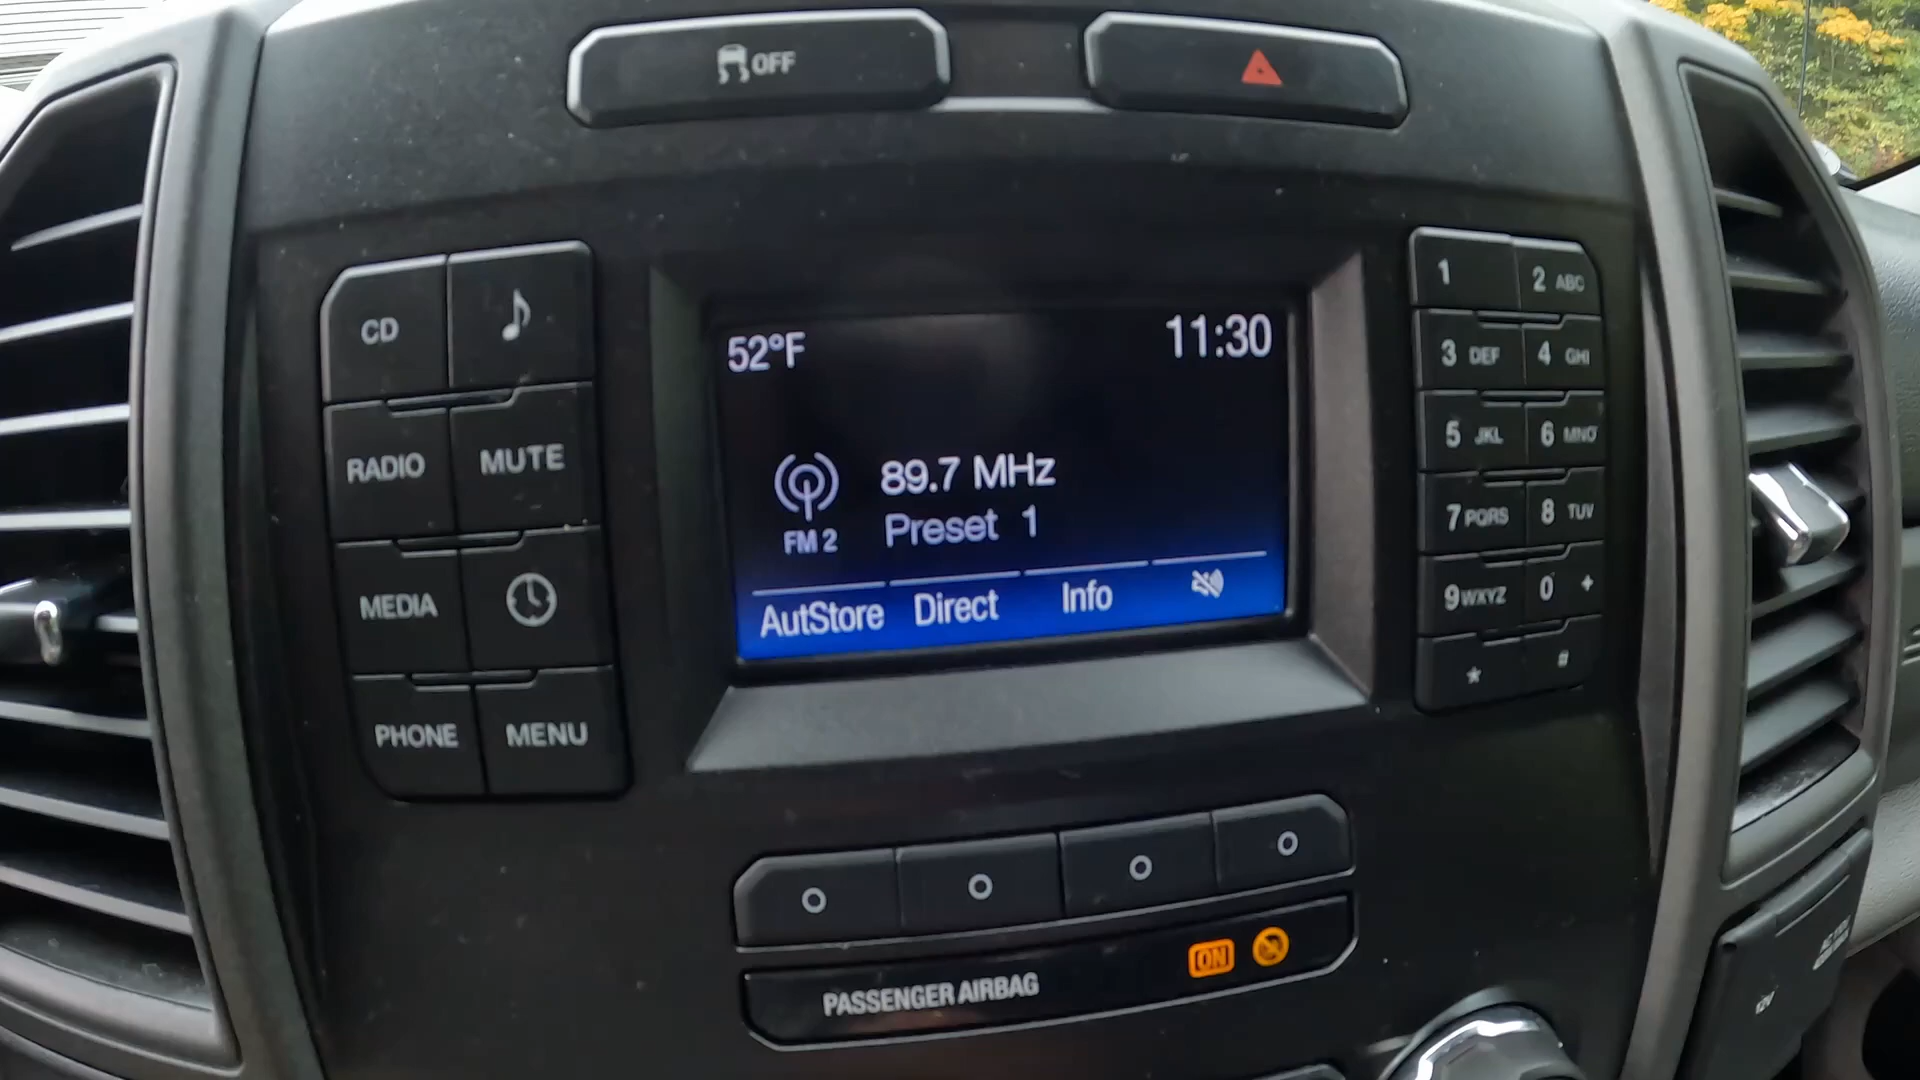 OFF
CD
RADIO
MUTE
MEDIA
PHONE
MENU
52°F
11:30
89.7 MHz
FM 2
Preset 1
AutStore Direct Info
1
2 ABC
3 DEF
4 GHI
5 JKL
6 MNO
7 PQRS
8 TUV
9 WXYZ
0 +
* #
PASSENGER AIRBAG
ON
12V